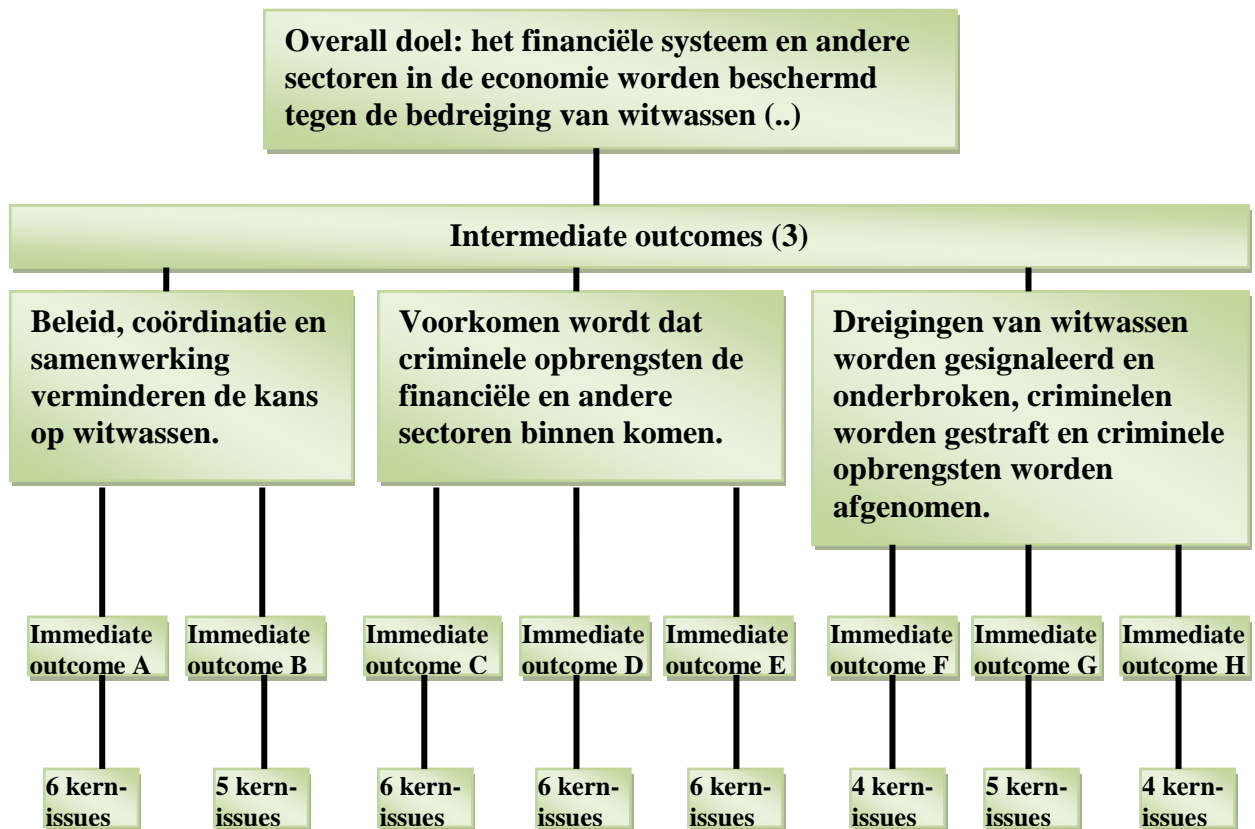 Overall doel: het financiële systeem en andere
sectoren in de economie worden beschermd
tegen de bedreiging van witwassen (..)
Intermediate outcomes (3)
Beleid, coördinatie en
samenwerking
verminderen de kans
op witwassen.
Voorkomen wordt dat
criminele opbrengsten de
financiële en andere
sectoren binnen komen.
Dreigingen van witwassen
worden gesignaleerd en
onderbroken, criminelen
worden gestraft en criminele
opbrengsten worden
afgenomen.
Immediate
outcome A
Immediate
outcome B
Immediate
outcome C
Immediate
outcome D
Immediate
outcome E
Immediate
outcome F
Immediate
outcome G
Immediate
outcome H
6 kern-
issues
5 kern-
issues
6 kern-
issues
6 kern-
issues
6 kern-
issues
4 kern-
issues
5 kern-
issues
4 kern-
issues